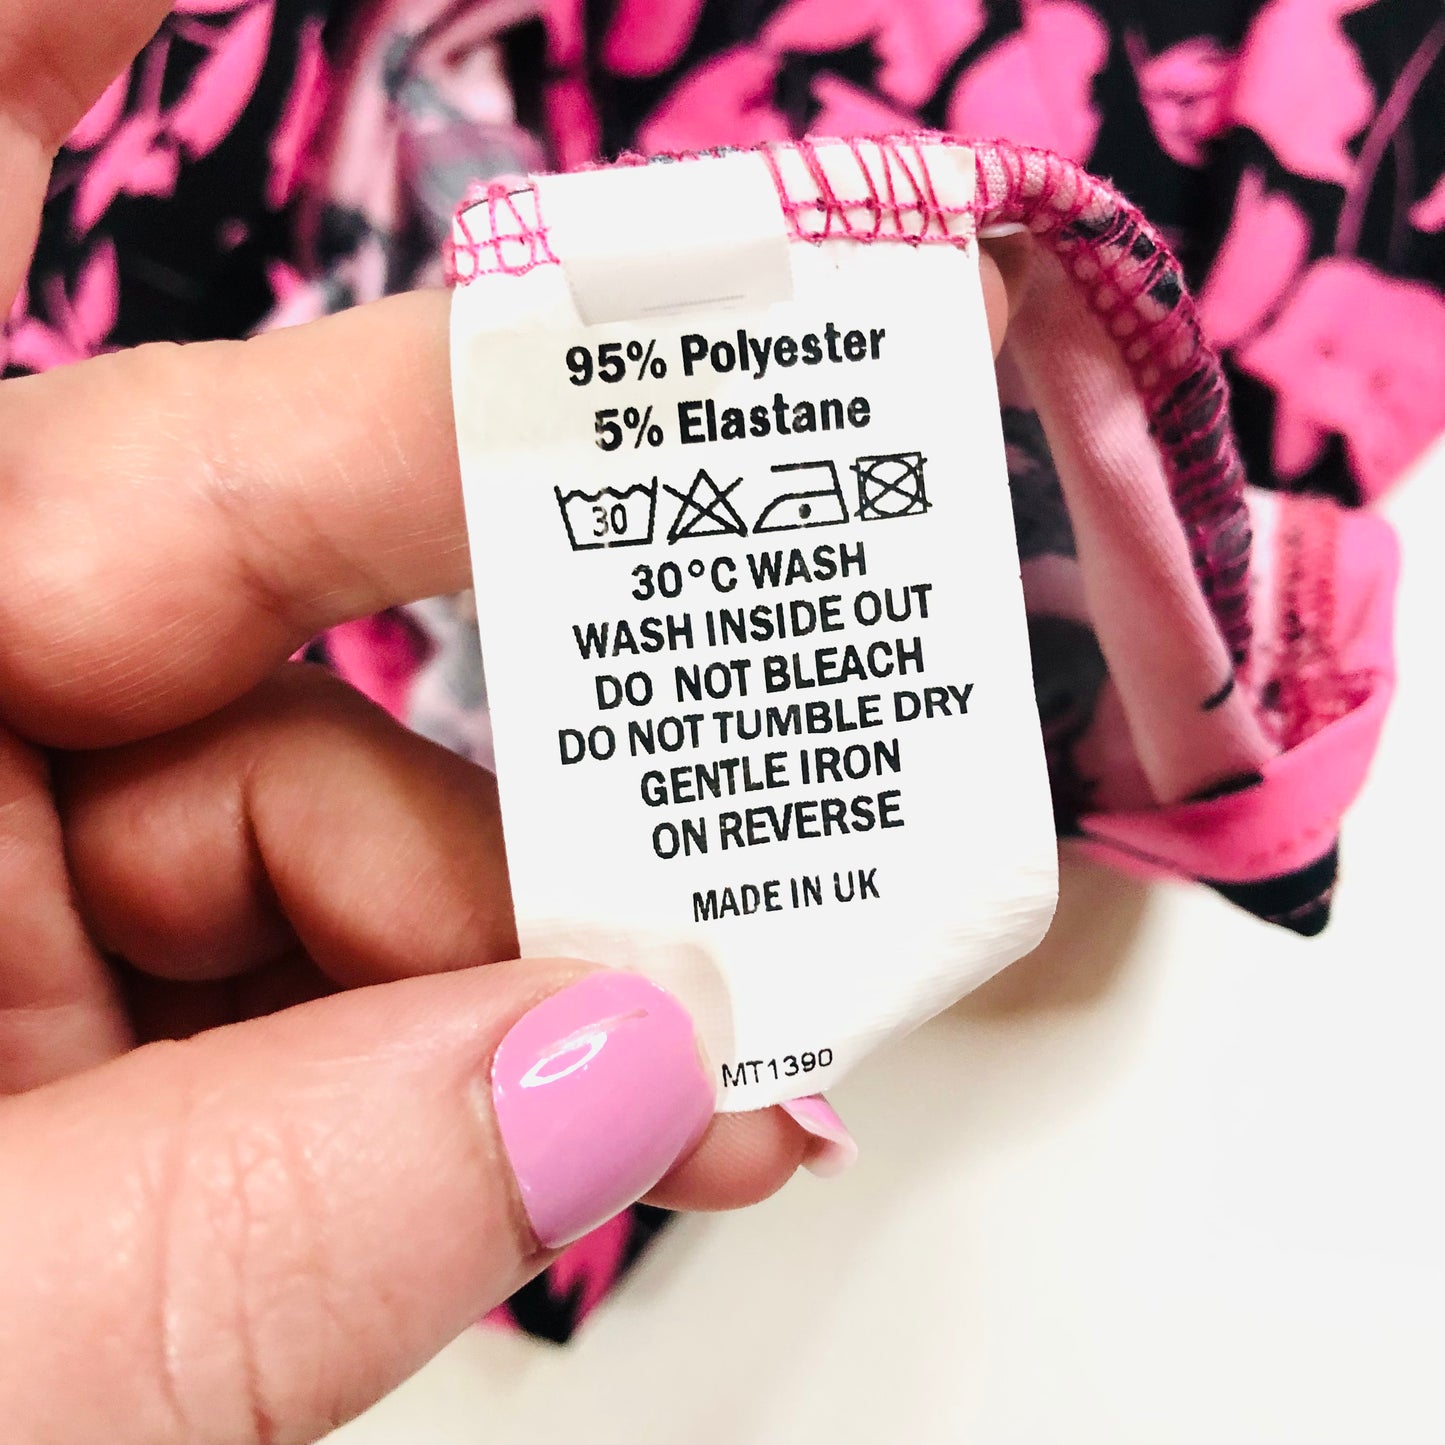 95% Polyester
5% Elastane
30
30°C WASH
WASH INSIDE OUT
DO NOT BLEACH
DO NOT TUMBLE DRY
GENTLE IRON
ON REVERSE
MADE IN UK
MT1390